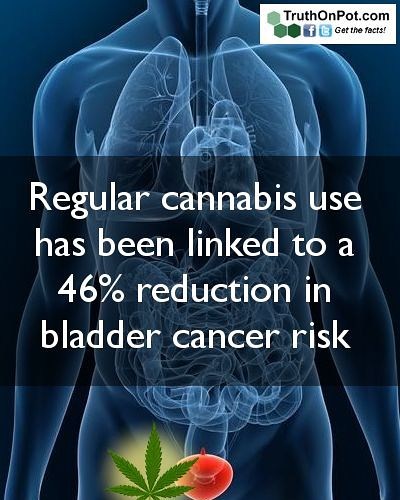 TruthOnPot.com
Get the facts!
Regular cannabis use
has been linked to a
46% reduction in
bladder cancer risk